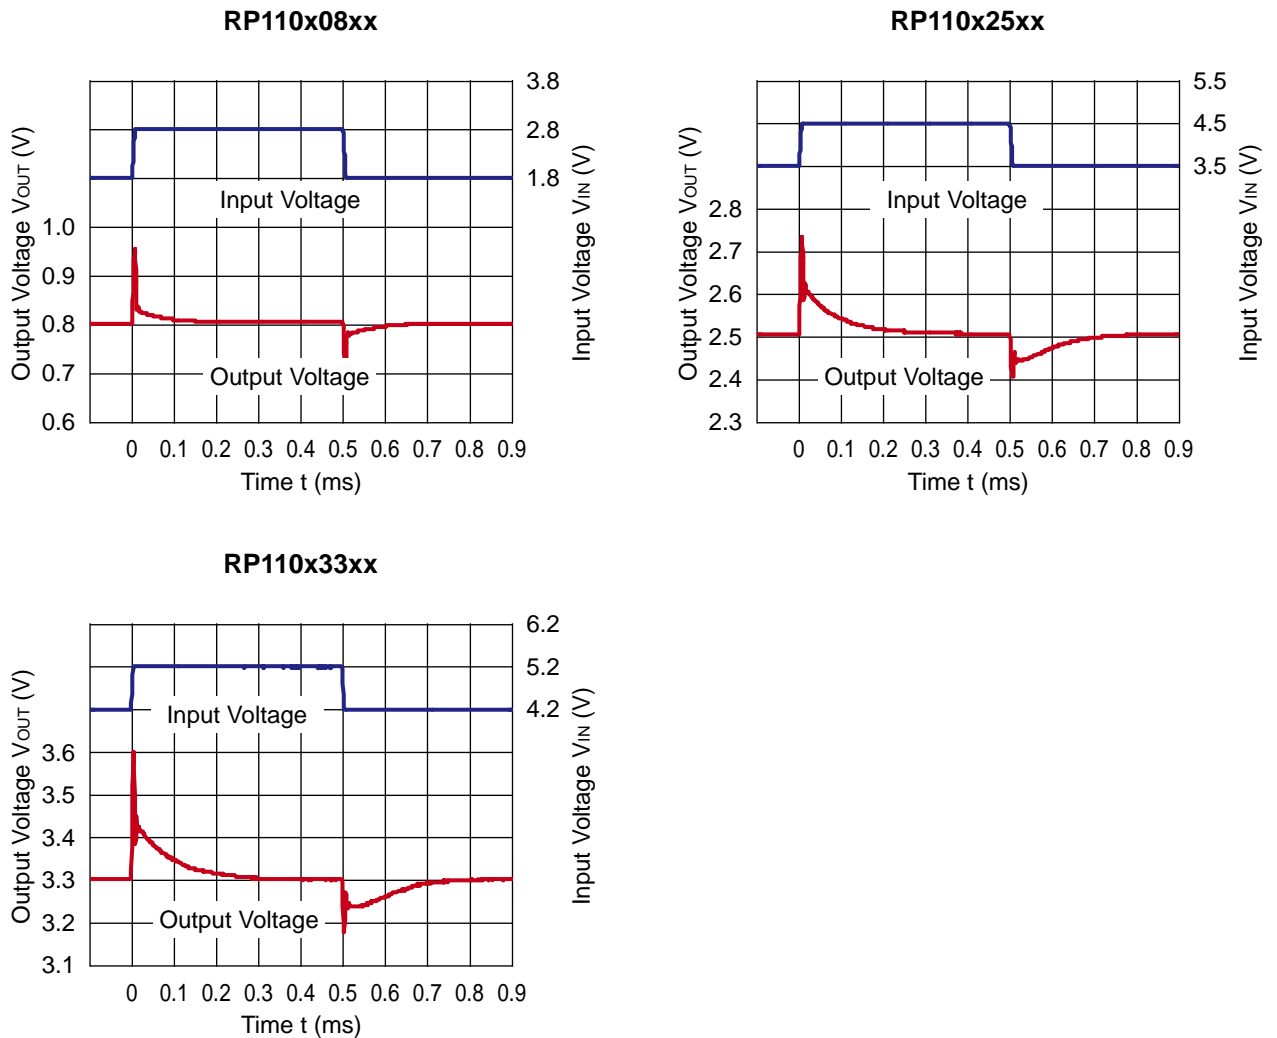 RP110x08xx
Output Voltage VOUT (V)
1.0
0.9
0.8
0.7
0.6
3.8
2.8
1.8
Input Voltage VIN (V)
Input Voltage
Output Voltage
0 0.1 0.2 0.3 0.4 0.5 0.6 0.7 0.8 0.9
Time t (ms)
RP110x25xx
Output Voltage VOUT (V)
2.8
2.7
2.6
2.5
2.4
2.3
5.5
4.5
3.5
Input Voltage VIN (V)
Input Voltage
Output Voltage
0 0.1 0.2 0.3 0.4 0.5 0.6 0.7 0.8 0.9
Time t (ms)
RP110x33xx
Output Voltage VOUT (V)
3.6
3.5
3.4
3.3
3.2
3.1
6.2
5.2
4.2
Input Voltage VIN (V)
Input Voltage
Output Voltage
0 0.1 0.2 0.3 0.4 0.5 0.6 0.7 0.8 0.9
Time t (ms)